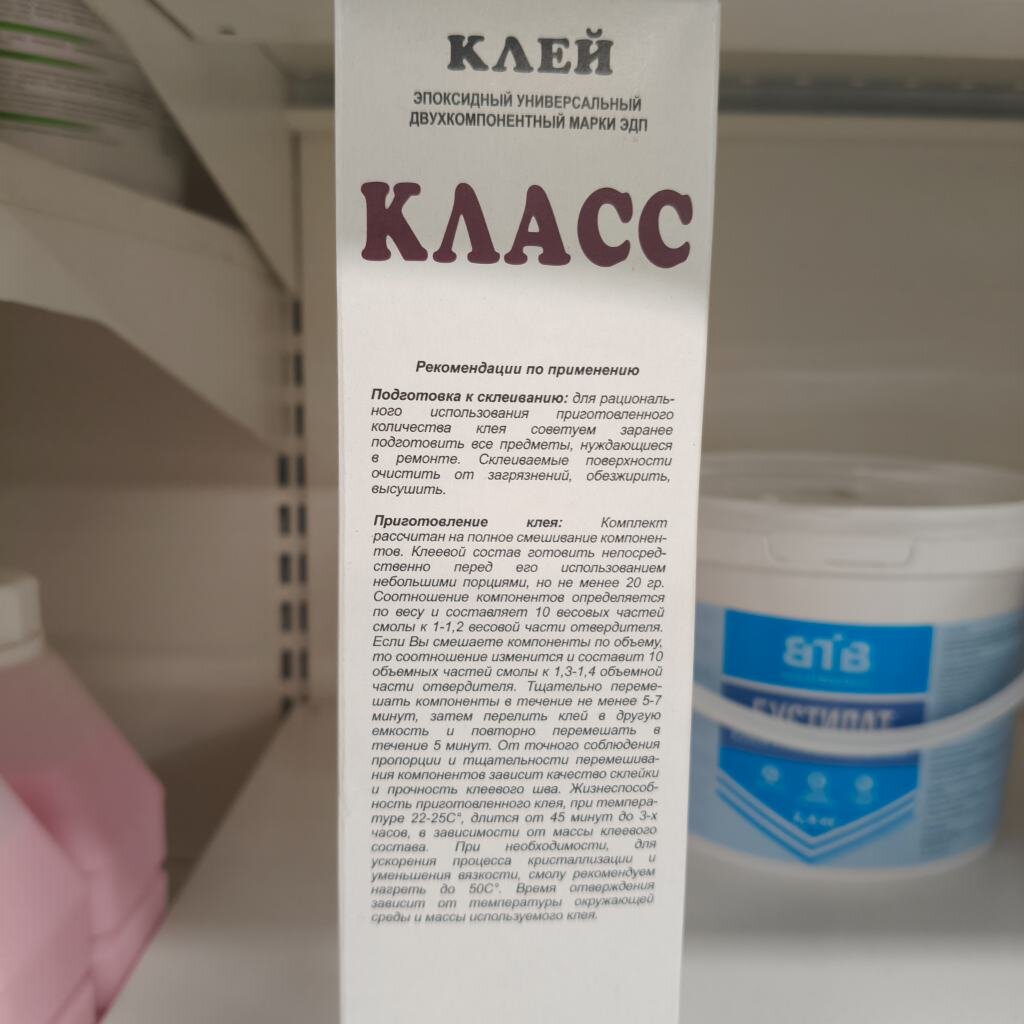 КЛЕЙ
ЭПОКСИДНЫЙ УНИВЕРСАЛЬНЫЙ
ДВУХКОМПОНЕНТНЫЙ МАРКИ ЭДП
КЛАСС
Рекомендации по применению
Подготовка к склеиванию: для рациональ-
ного использования приготовленного
количества клея советуем заранее
подготовить все предметы, нуждающиеся
в ремонте. Склеиваемые поверхности
очистить от загрязнений, обезжирить,
высушить.
Приготовление клея: Комплект
рассчитан на полное смешивание компонен-
тов. Клеевой состав готовить непосред-
ственно перед его использованием
небольшими порциями, но не менее 20 гр.
Соотношение компонентов определяется
по весу и составляет 10 весовых частей
смолы к 1-1,2 весовой части отвердителя.
Если Вы смешаете компоненты по объему,
то соотношение изменится и составит 10
объемных частей смолы к 1,3-1,4 объемной
части отвердителя. Тщательно переме-
шать компоненты в течение не менее 5-7
минут, затем перелить клей в другую
емкость и повторно перемешать в
течение 5 минут. От точного соблюдения
пропорции и тщательности перемешива-
ния компонентов зависит качество склейки
и прочность клеевого шва. Жизнеспособ-
ность приготовленного клея, при темпера-
туре 22-25С°, длится от 45 минут до 3-х
часов, в зависимости от массы клеевого
состава. При необходимости, для
ускорения процесса кристаллизации и
уменьшения вязкости, смолу рекомендуем
нагреть до 50С°. Время отверждения
зависит от температуры окружающей
среды и массы используемого клея.
ВТВ
БУСТИЛАТ